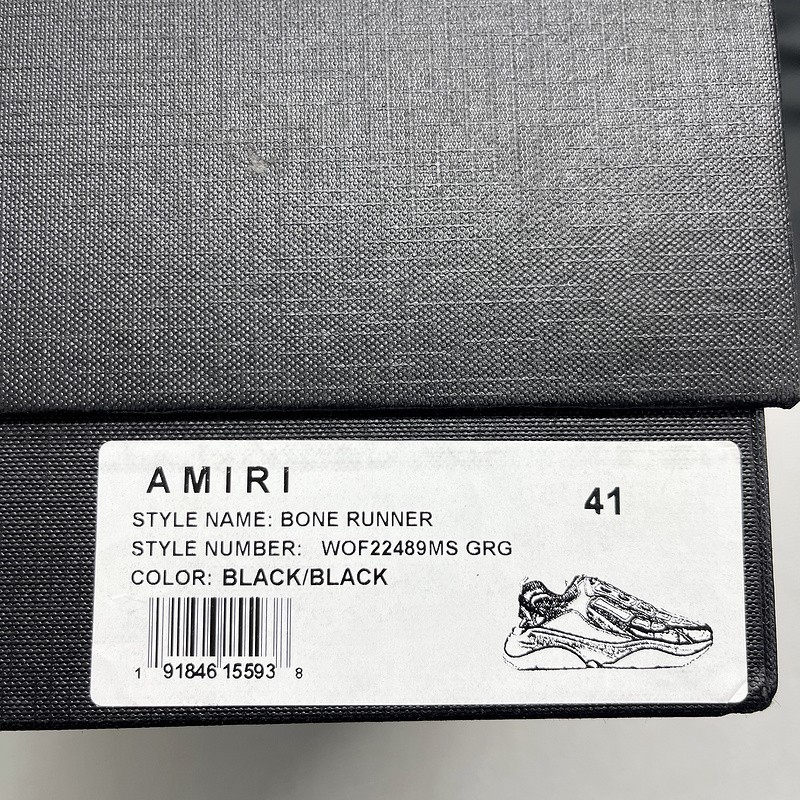 AMIRI
41
STYLE NAME: BONE RUNNER
STYLE NUMBER: WOF22489MS GRG
COLOR: BLACK/BLACK
1 91846 15593 8